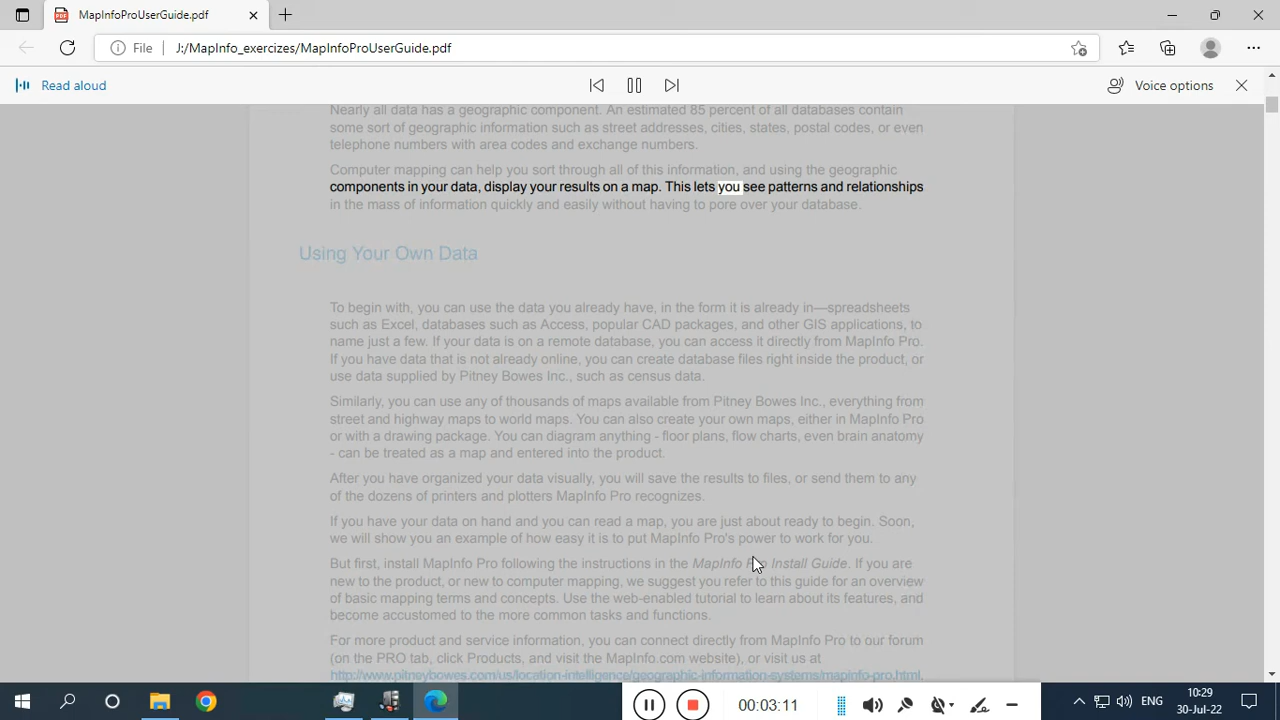 MapInfoProUserGuide.pdf
File J:/MapInfo_exercizes/MapInfoProUserGuide.pdf
Read aloud
Voice options
Nearly all data has a geographic component. An estimated 85 percent of all databases contain
some sort of geographic information such as street addresses, cities, states, postal codes, or even
telephone numbers with area codes and exchange numbers.
Computer mapping can help you sort through all of this information, and using the geographic
components in your data, display your results on a map. This lets you see patterns and relationships
in the mass of information quickly and easily without having to pore over your database.
Using Your Own Data
To begin with, you can use the data you already have, in the form it is already in—spreadsheets
such as Excel, databases such as Access, popular CAD packages, and other GIS applications, to
name just a few. If your data is on a remote database, you can access it directly from MapInfo Pro.
If you have data that is not already online, you can create database files right inside the product, or
use data supplied by Pitney Bowes Inc., such as census data.
Similarly, you can use any of thousands of maps available from Pitney Bowes Inc., everything from
street and highway maps to world maps. You can also create your own maps, either in MapInfo Pro
or with a drawing package. You can diagram anything - floor plans, flow charts, even brain anatomy
- can be treated as a map and entered into the product.
After you have organized your data visually, you will save the results to files, or send them to any
of the dozens of printers and plotters MapInfo Pro recognizes.
If you have your data on hand and you can read a map, you are just about ready to begin. Soon,
we will show you an example of how easy it is to put MapInfo Pro's power to work for you.
But first, install MapInfo Pro following the instructions in the MapInfo Pro Install Guide. If you are
new to the product, or new to computer mapping, we suggest you refer to this guide for an overview
of basic mapping terms and concepts. Use the web-enabled tutorial to learn about its features, and
become accustomed to the more common tasks and functions.
For more product and service information, you can connect directly from MapInfo Pro to our forum
(on the PRO tab, click Products, and visit the MapInfo.com website), or visit us at
http://www.pitneybowes.com/us/location-intelligence/geographic-information-systems/mapinfo-pro.html.
00:03:11
ENG
10:29
30-Jul-22